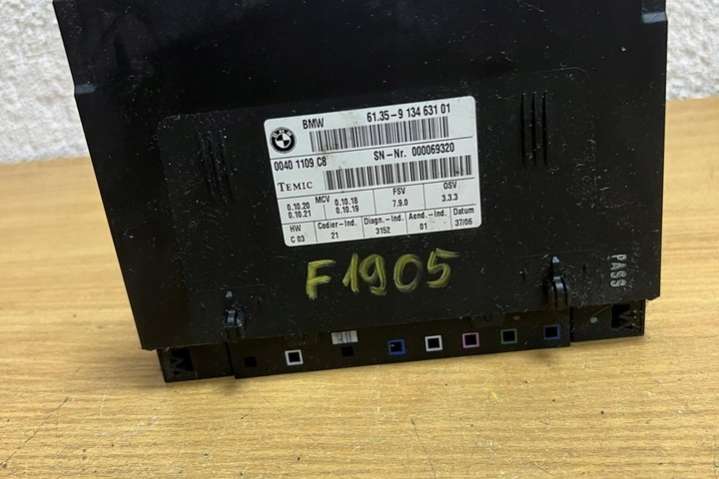 BMW 61.35-9 134 631 01
0040 1109 C8 SN-Nr. 000069320
TEMIC
MCV FSV OSV
0.10.20 0.10.18 7.9.0 3.3.3
0.10.21 0.10.19
HW Codier-Ind. Diagn.-Ind. Aend.-Ind. Datum
C 03 21 3152 01 37/06
F1905
PASS